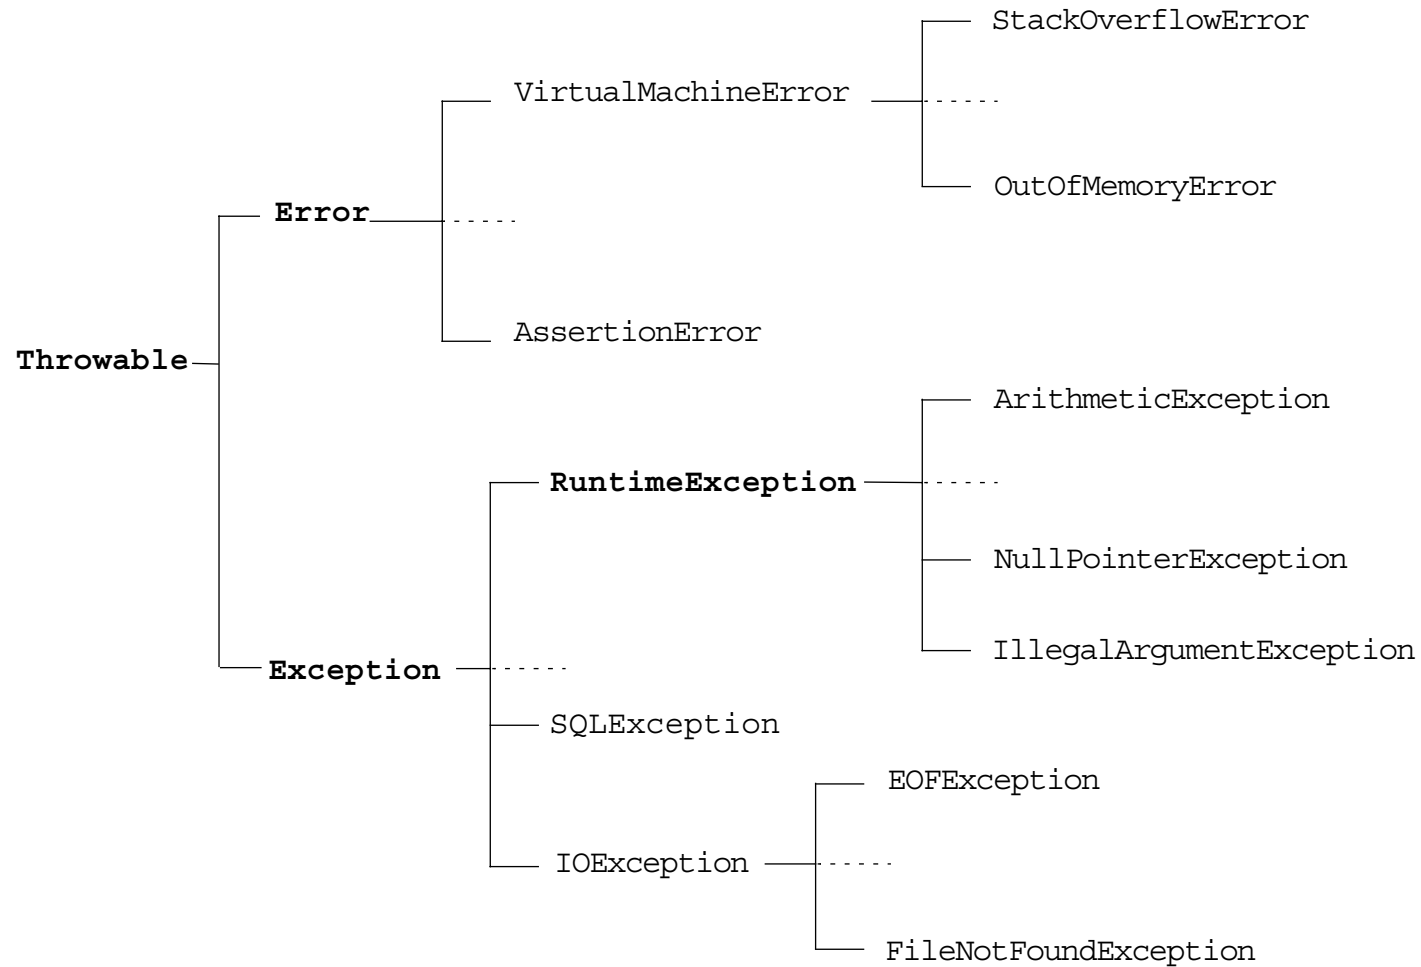 StackOverflowError
VirtualMachineError
OutOfMemoryError
Error
AssertionError
Throwable
ArithmeticException
RuntimeException
NullPointerException
IllegalArgumentException
Exception
SQLException
EOFException
IOException
FileNotFoundException